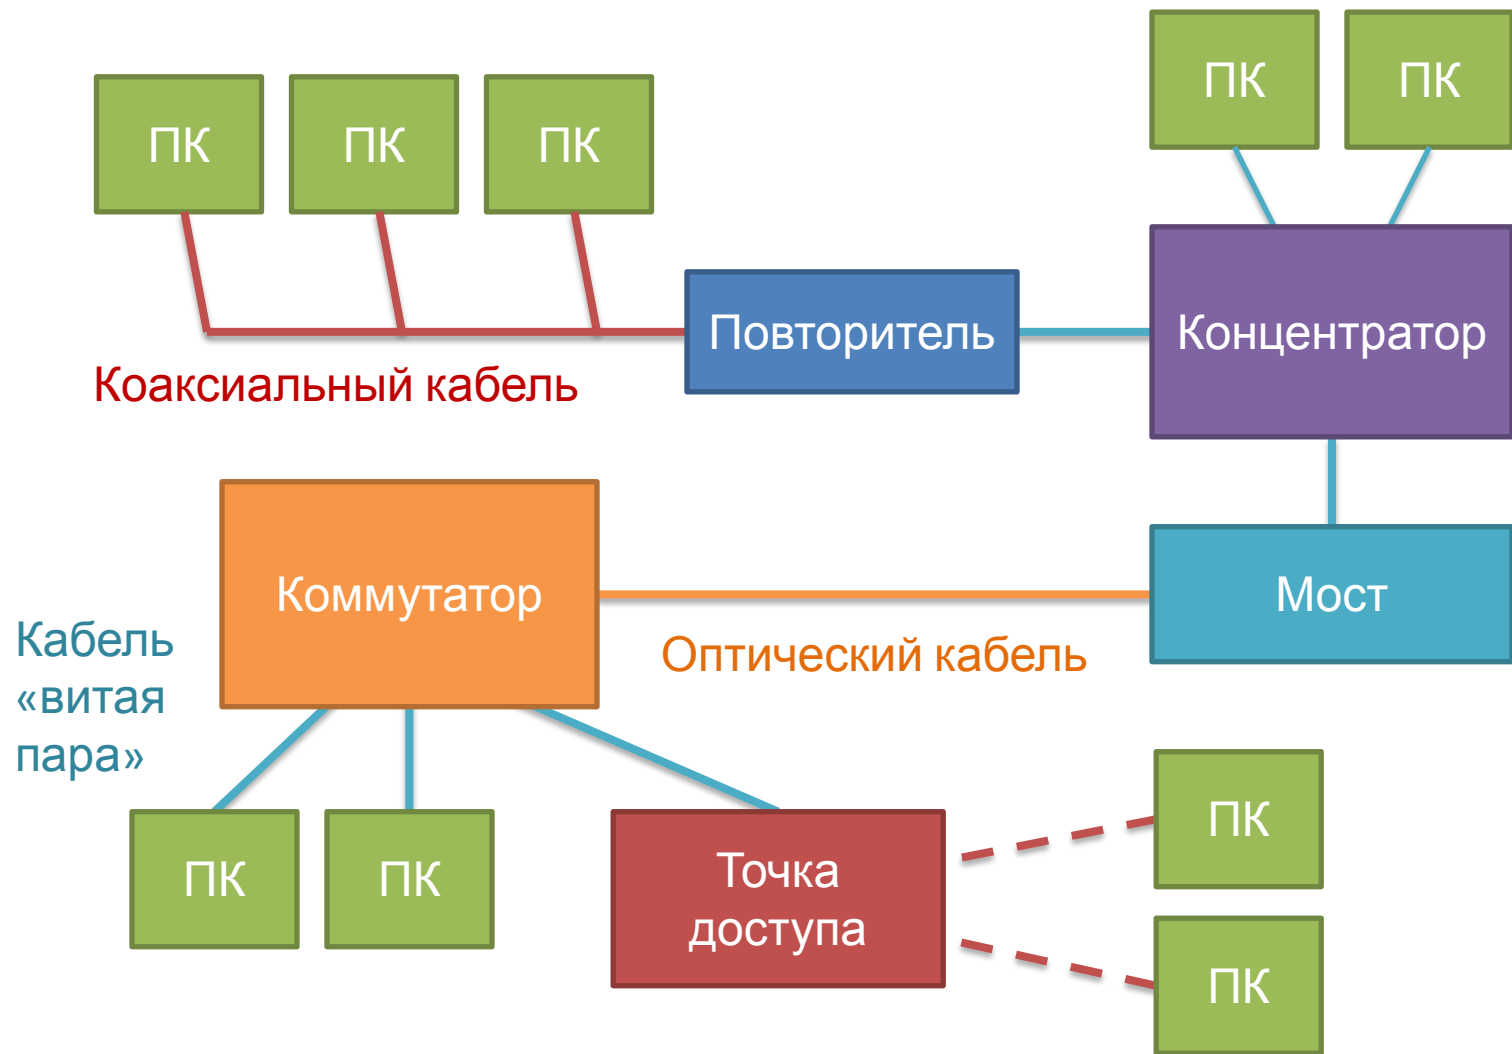 ПК
ПК
ПК
ПК
ПК
Повторитель
Концентратор
Коаксиальный кабель
Коммутатор
Мост
Оптический кабель
Кабель
«витая
пара»
ПК
ПК
Точка
доступа
ПК
ПК